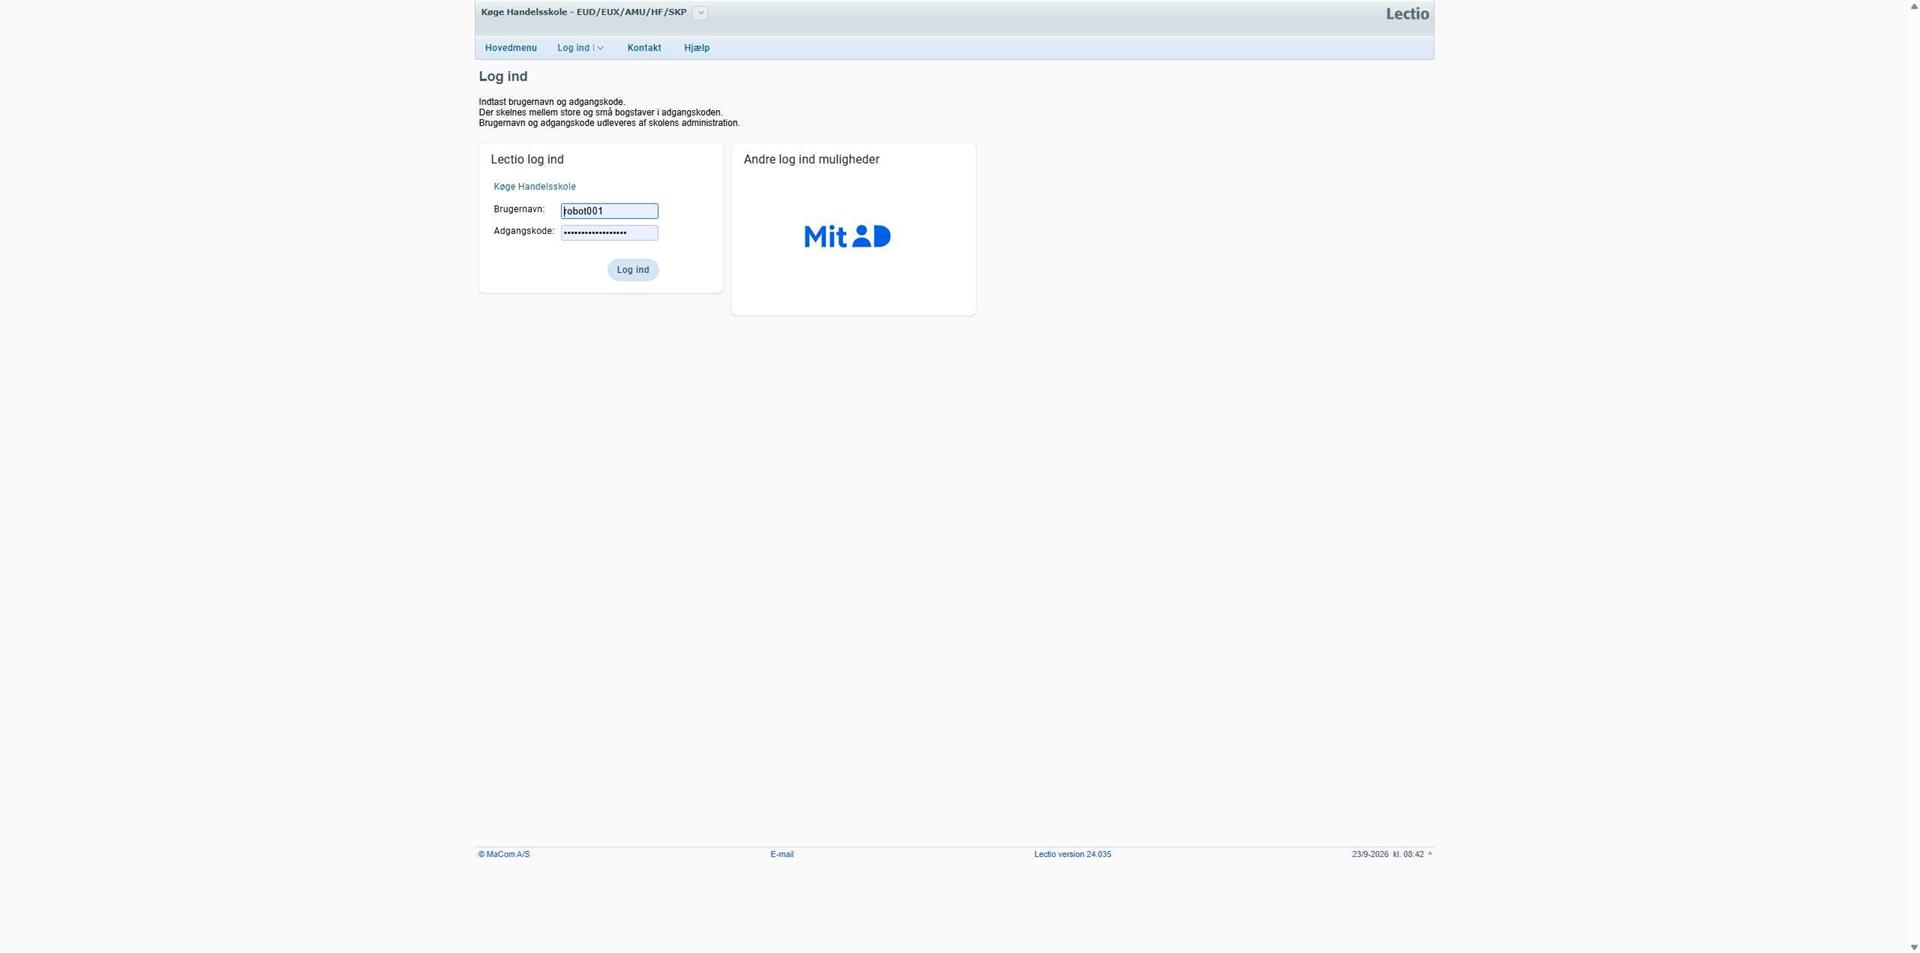 Køge Handelsskole - EUD/EUX/AMU/HF/SKP
Lectio
Hovedmenu Log ind Kontakt Hjælp
Log ind
Indtast brugernavn og adgangskode.
Der skelnes mellem store og små bogstaver i adgangskoden.
Brugernavn og adgangskode udleveres af skolens administration.
Lectio log ind
Køge Handelsskole
Brugernavn: robot001
Adgangskode: ••••••••••••••••••
Log ind
Andre log ind muligheder
Mit ID
© MaCom A/S E-mail Lectio version 24.035 23/9-2026 kl. 08:42 ^